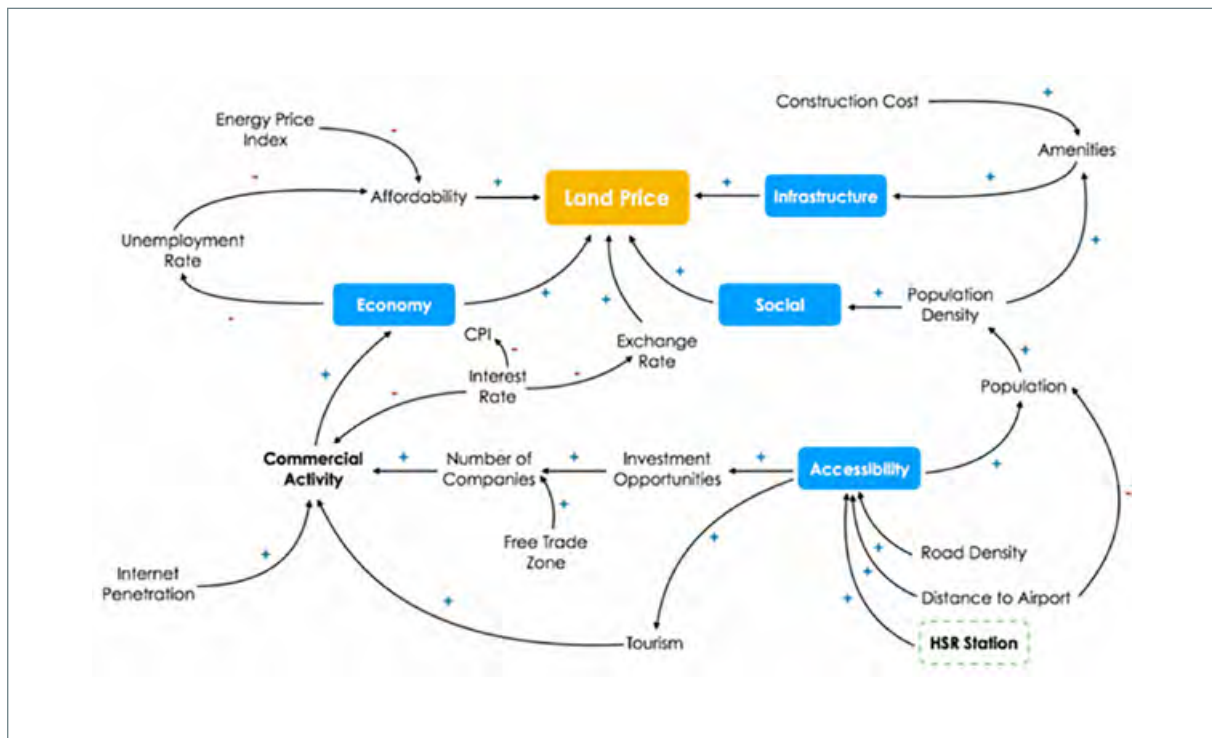 Construction Cost
+
Energy Price
Index
-
Amenities
-
Affordability
+
Land Price
+
Infrastructure
+
Unemployment
Rate
+
-
Economy
+
+
+
Social
+
Population
Density
CPI
-
Exchange
Rate
+
+
Interest
Rate
-
-
Population
Commercial
Activity
+
Number of
Companies
+
Investment
Opportunities
+
Accessibility
+
-
+
Free Trade
Zone
+
+
Road Density
Internet
Penetration
+
+
+
Distance to Airport
+
+
Tourism
HSR Station